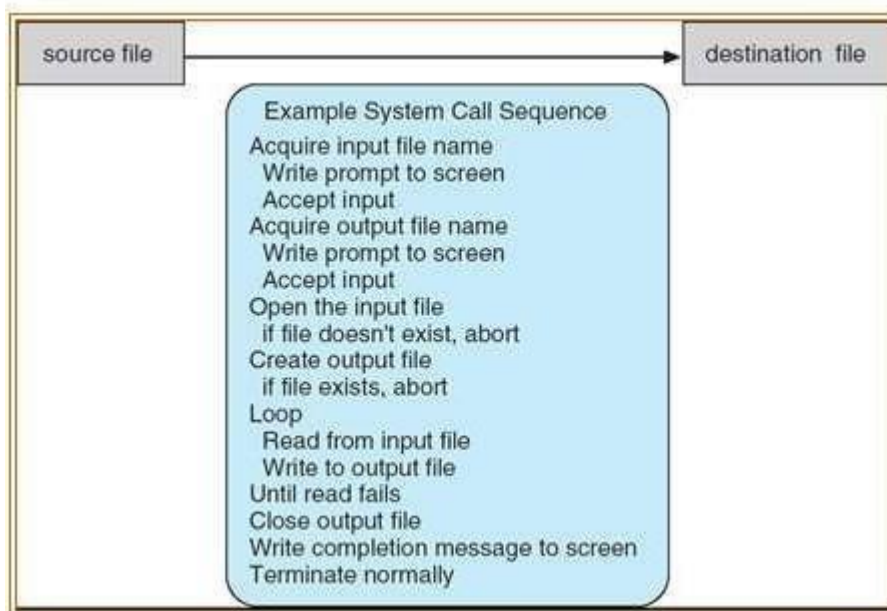 source file
destination file
Example System Call Sequence
Acquire input file name
Write prompt to screen
Accept input
Acquire output file name
Write prompt to screen
Accept input
Open the input file
if file doesn't exist, abort
Create output file
if file exists, abort
Loop
Read from input file
Write to output file
Until read fails
Close output file
Write completion message to screen
Terminate normally